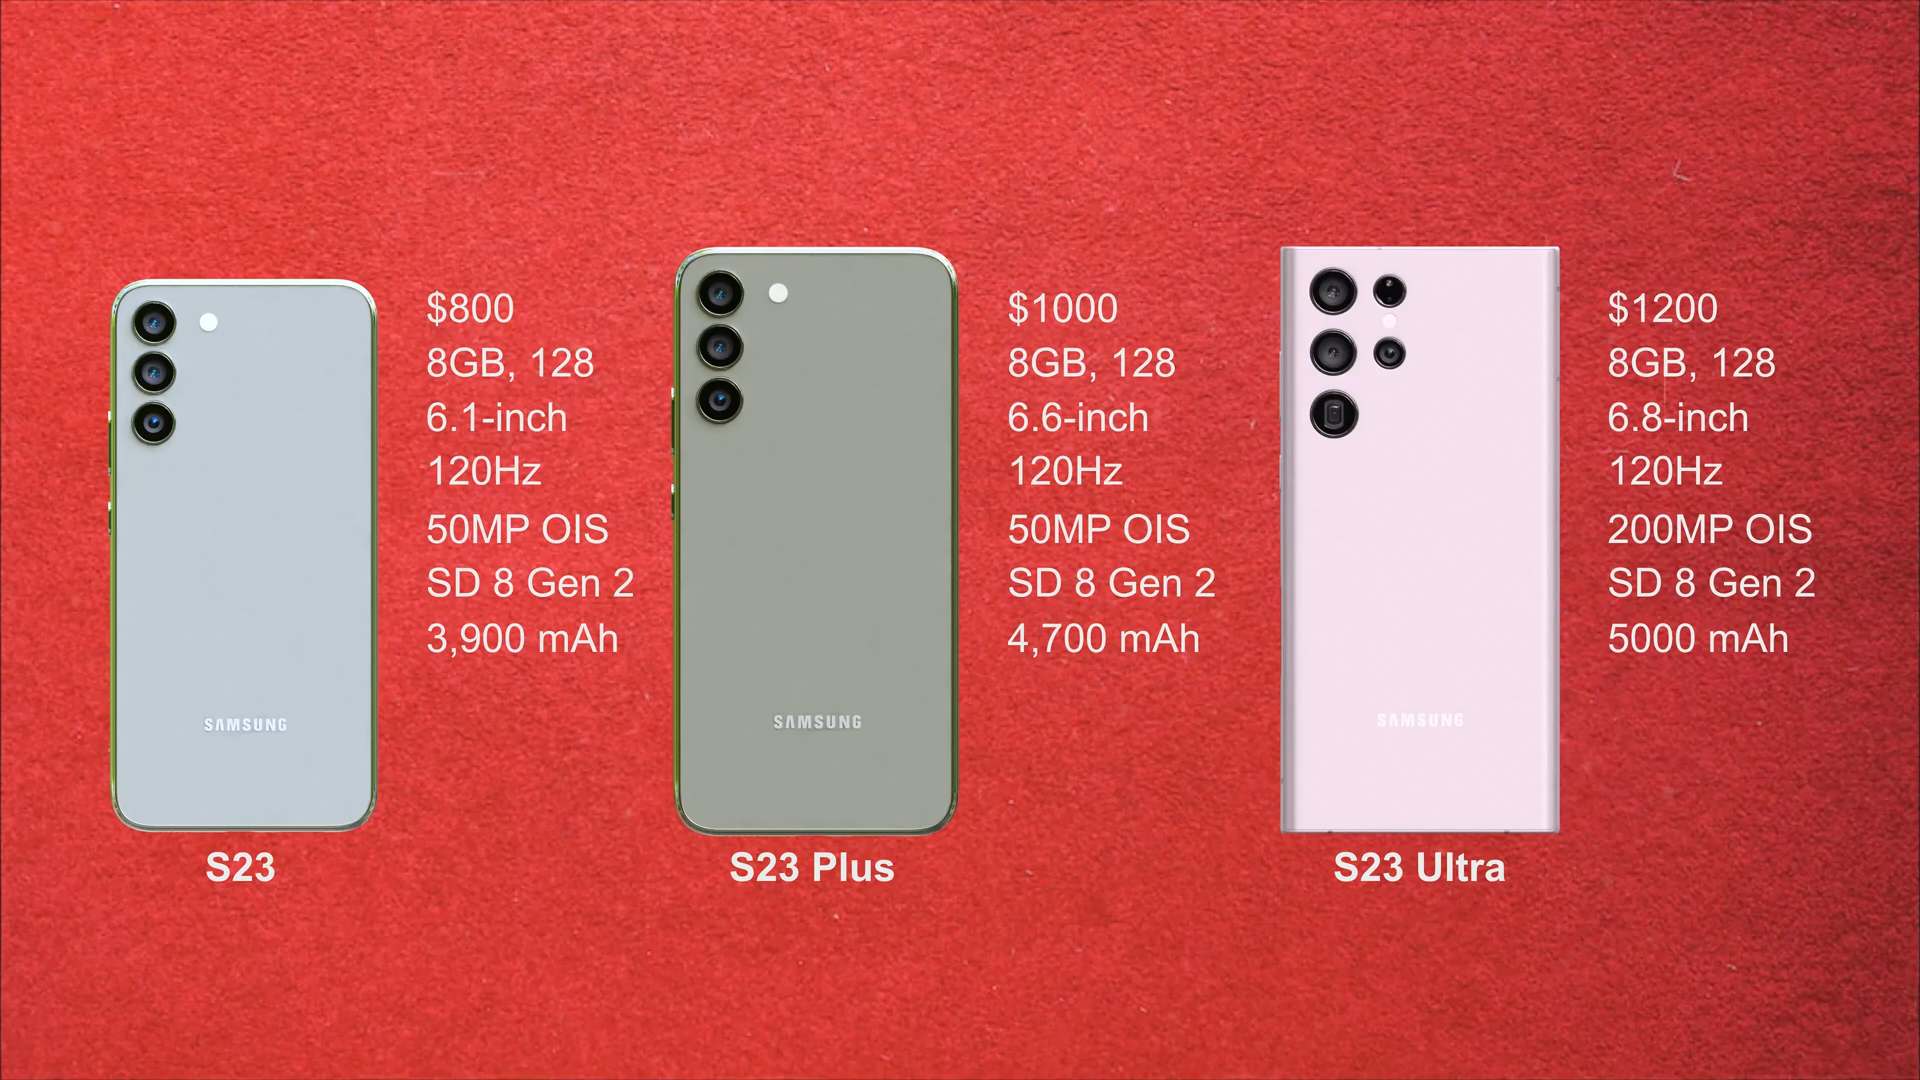 $800
8GB, 128
6.1-inch
120Hz
50MP OIS
SD 8 Gen 2
3,900 mAh
SAMSUNG
S23
$1000
8GB, 128
6.6-inch
120Hz
50MP OIS
SD 8 Gen 2
4,700 mAh
SAMSUNG
S23 Plus
$1200
8GB, 128
6.8-inch
120Hz
200MP OIS
SD 8 Gen 2
5000 mAh
SAMSUNG
S23 Ultra